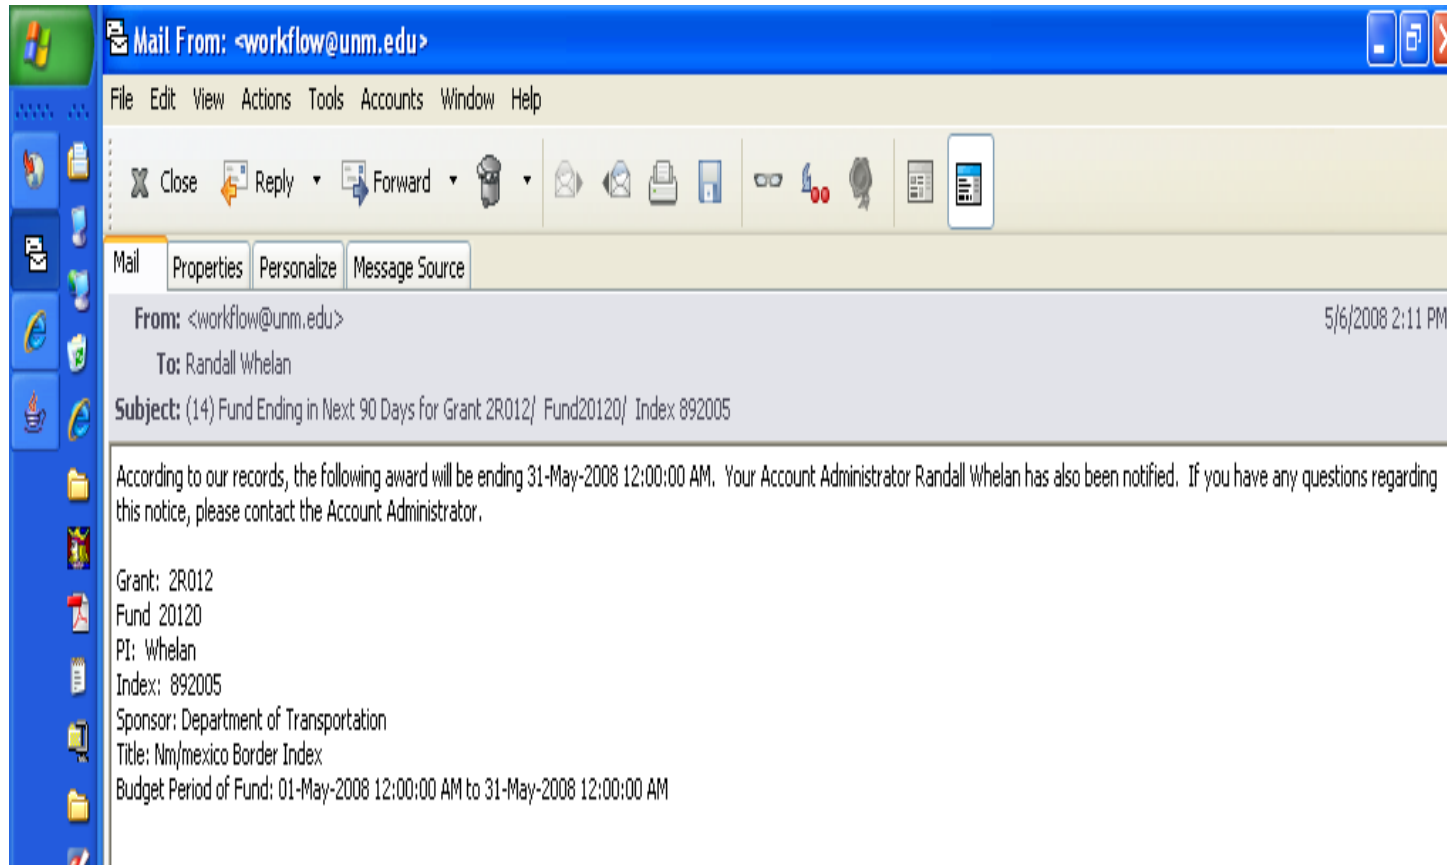 Mail From: <workflow@unm.edu>
File Edit View Actions Tools Accounts Window Help
Close Reply Forward
Mail Properties Personalize Message Source
From: <workflow@unm.edu> 5/6/2008 2:11 PM
To: Randall Whelan
Subject: (14) Fund Ending in Next 90 Days for Grant 2R012/ Fund20120/ Index 892005
According to our records, the following award will be ending 31-May-2008 12:00:00 AM. Your Account Administrator Randall Whelan has also been notified. If you have any questions regarding
this notice, please contact the Account Administrator.
Grant: 2R012
Fund 20120
PI: Whelan
Index: 892005
Sponsor: Department of Transportation
Title: Nm/mexico Border Index
Budget Period of Fund: 01-May-2008 12:00:00 AM to 31-May-2008 12:00:00 AM